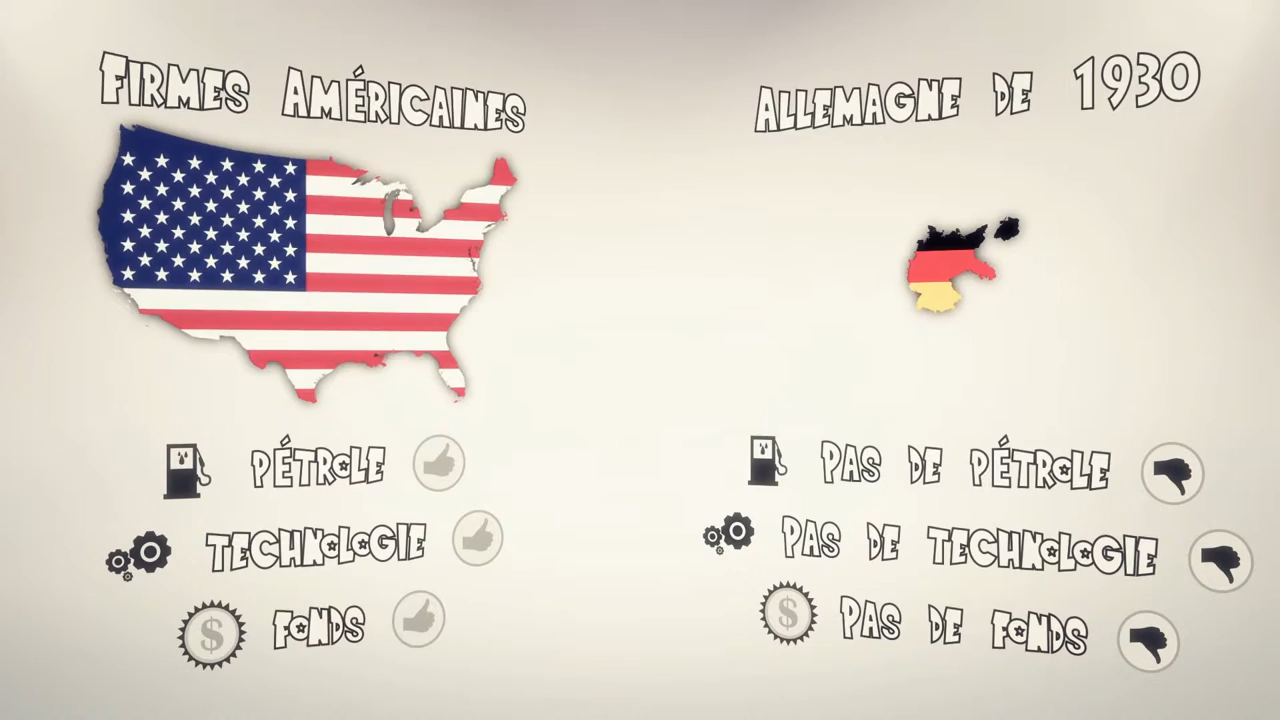 Firmes Américaines
Allemagne de 1930
Pétrole
Technologie
Fonds
Pas de pétrole
Pas de technologie
Pas de fonds